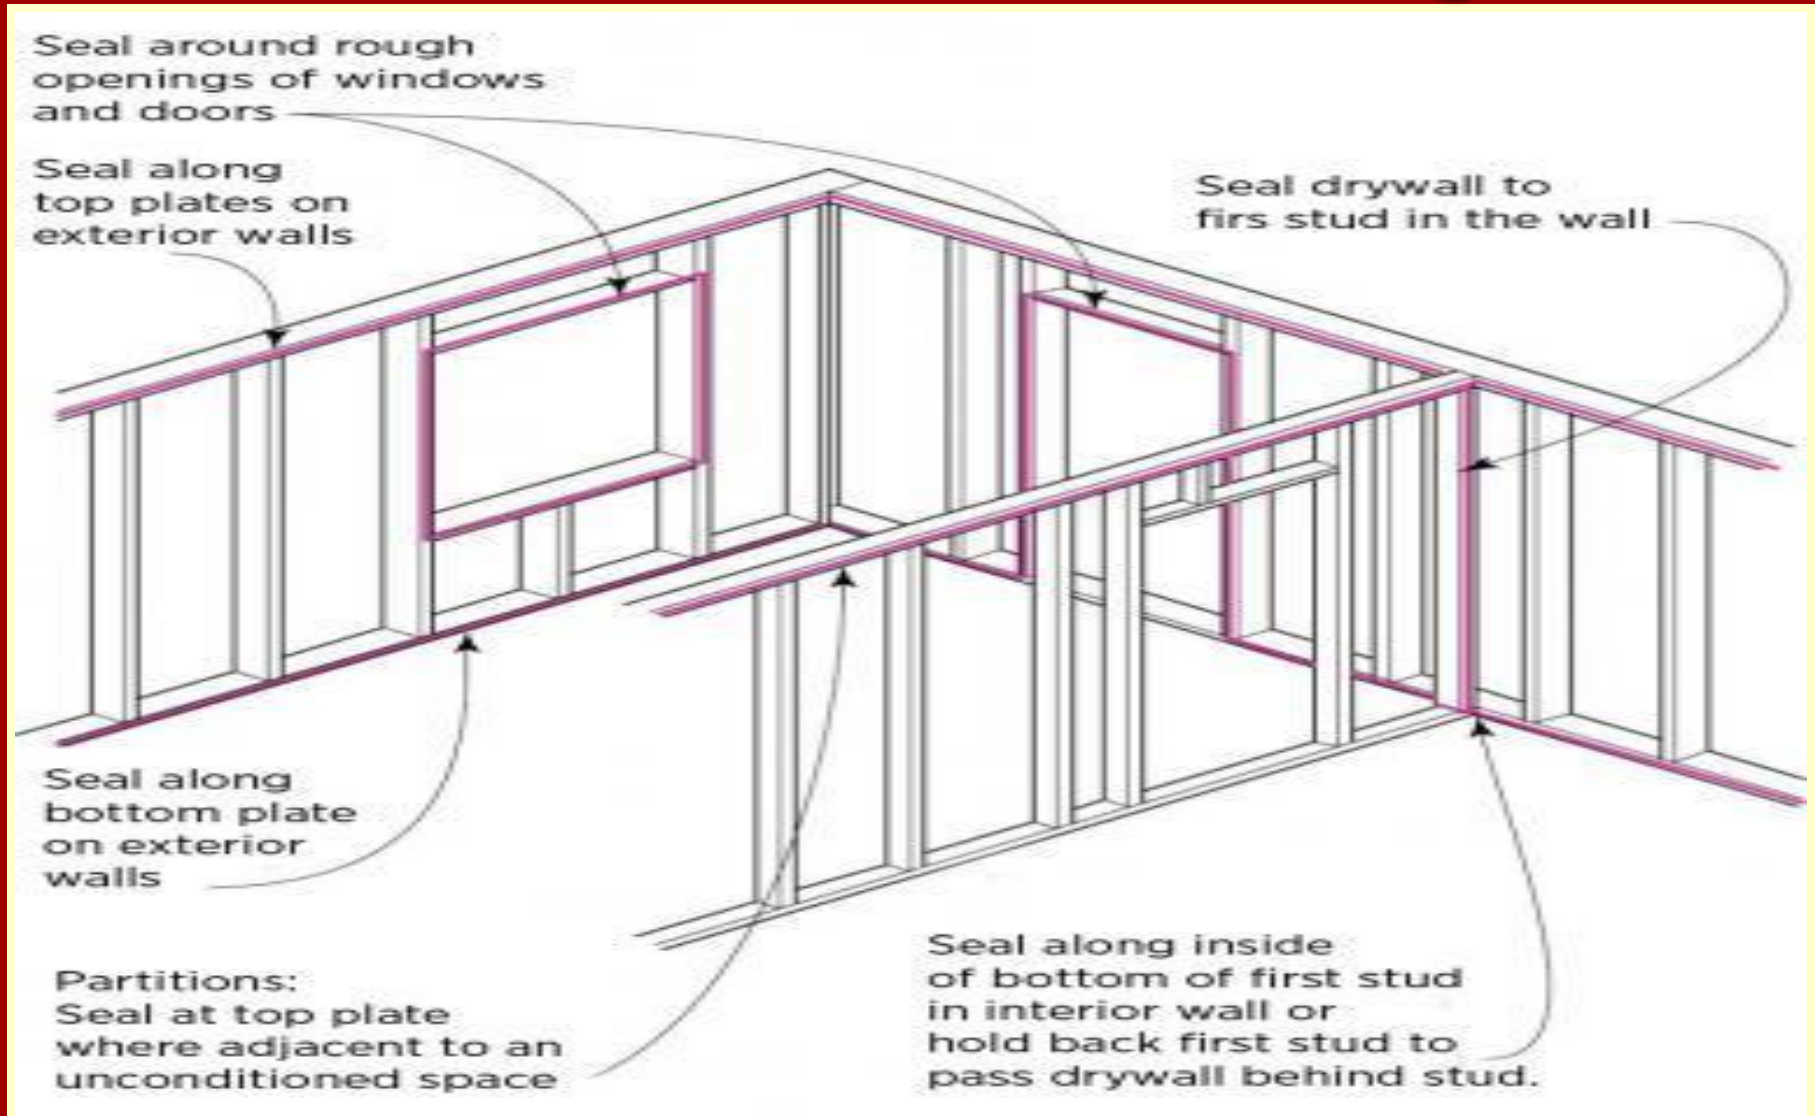 Seal around rough
openings of windows
and doors
Seal along
top plates on
exterior walls
Seal drywall to
firs stud in the wall
Seal along
bottom plate
on exterior
walls
Partitions:
Seal at top plate
where adjacent to an
unconditioned space
Seal along inside
of bottom of first stud
in interior wall or
hold back first stud to
pass drywall behind stud.